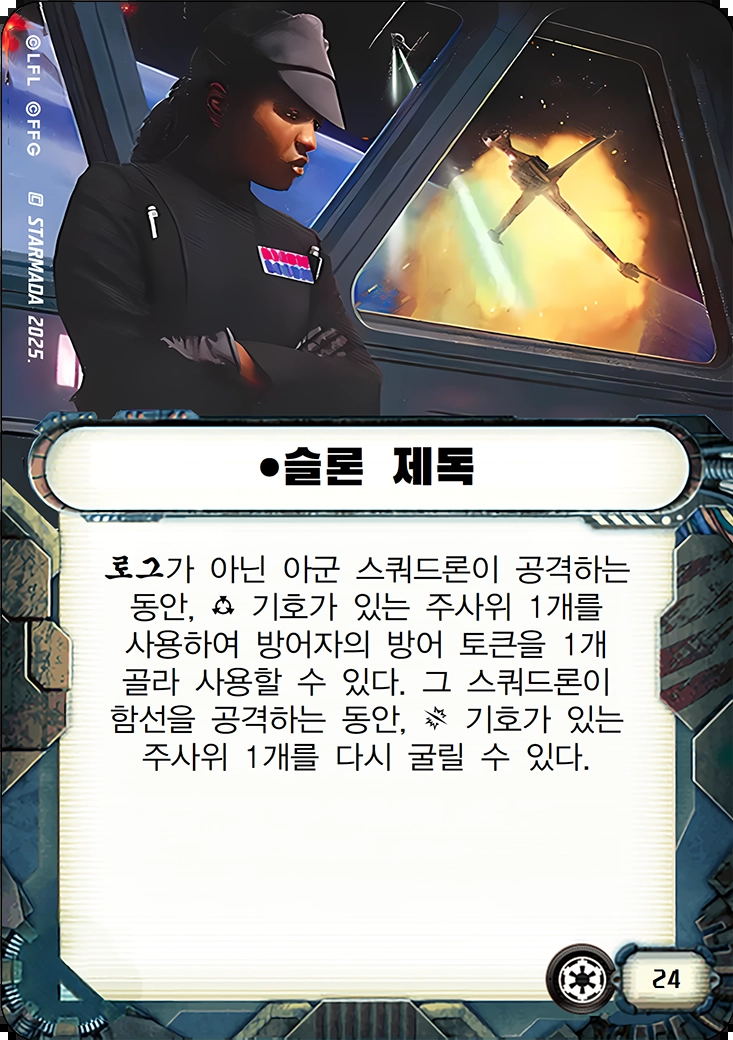 ©LFL ©FFG 🄲 STARMADA 2025.
•슬론 제독
로그가 아닌 아군 스쿼드론이 공격하는
동안, 기호가 있는 주사위 1개를
사용하여 방어자의 방어 토큰을 1개
골라 사용할 수 있다. 그 스쿼드론이
함선을 공격하는 동안, 기호가 있는
주사위 1개를 다시 굴릴 수 있다.
24